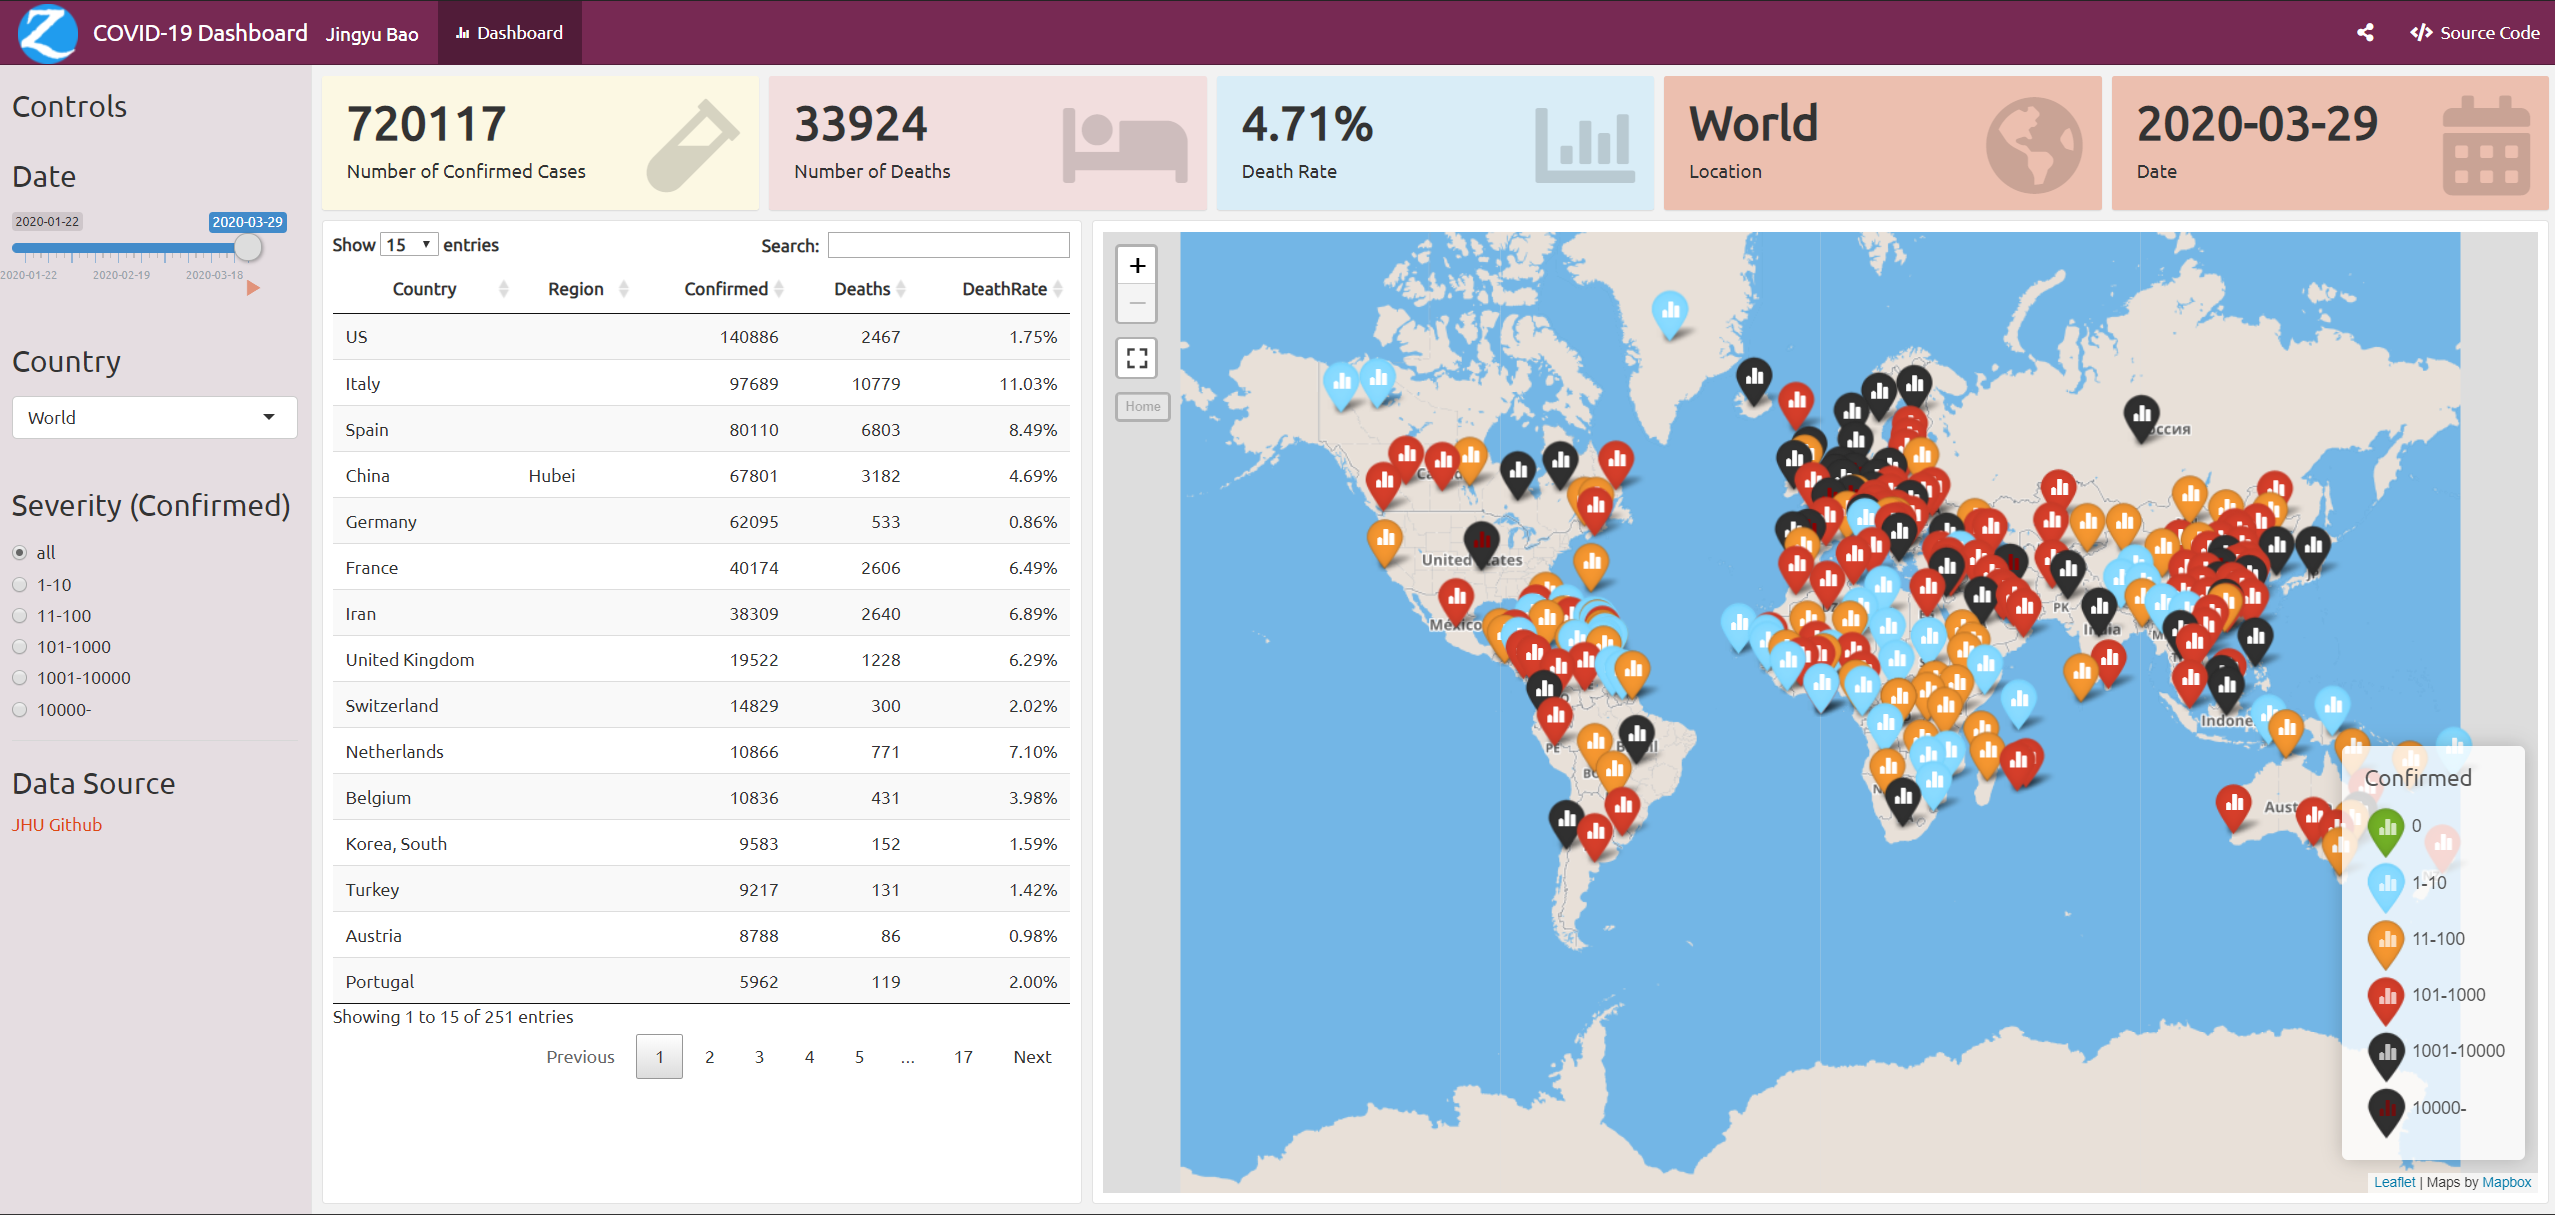 COVID-19 Dashboard Jingyu Bao Dashboard Source Code
Controls
Date
2020-01-22 2020-03-29
2020-01-22 2020-02-19 2020-03-18
Country
World
Severity (Confirmed)
all
1-10
11-100
101-1000
1001-10000
10000-
Data Source
JHU Github
720117
Number of Confirmed Cases
33924
Number of Deaths
4.71%
Death Rate
World
Location
2020-03-29
Date
Show 15 entries Search:
Country Region Confirmed Deaths DeathRate
US 140886 2467 1.75%
Italy 97689 10779 11.03%
Spain 80110 6803 8.49%
China Hubei 67801 3182 4.69%
Germany 62095 533 0.86%
France 40174 2606 6.49%
Iran 38309 2640 6.89%
United Kingdom 19522 1228 6.29%
Switzerland 14829 300 2.02%
Netherlands 10866 771 7.10%
Belgium 10836 431 3.98%
Korea, South 9583 152 1.59%
Turkey 9217 131 1.42%
Austria 8788 86 0.98%
Portugal 5962 119 2.00%
Showing 1 to 15 of 251 entries
Previous 1 2 3 4 5 ... 17 Next
+
−
Home
United
Mexico
PK
PE
Confirmed
0
1-10
11-100
101-1000
1001-10000
10000-
Leaflet | Maps by Mapbox